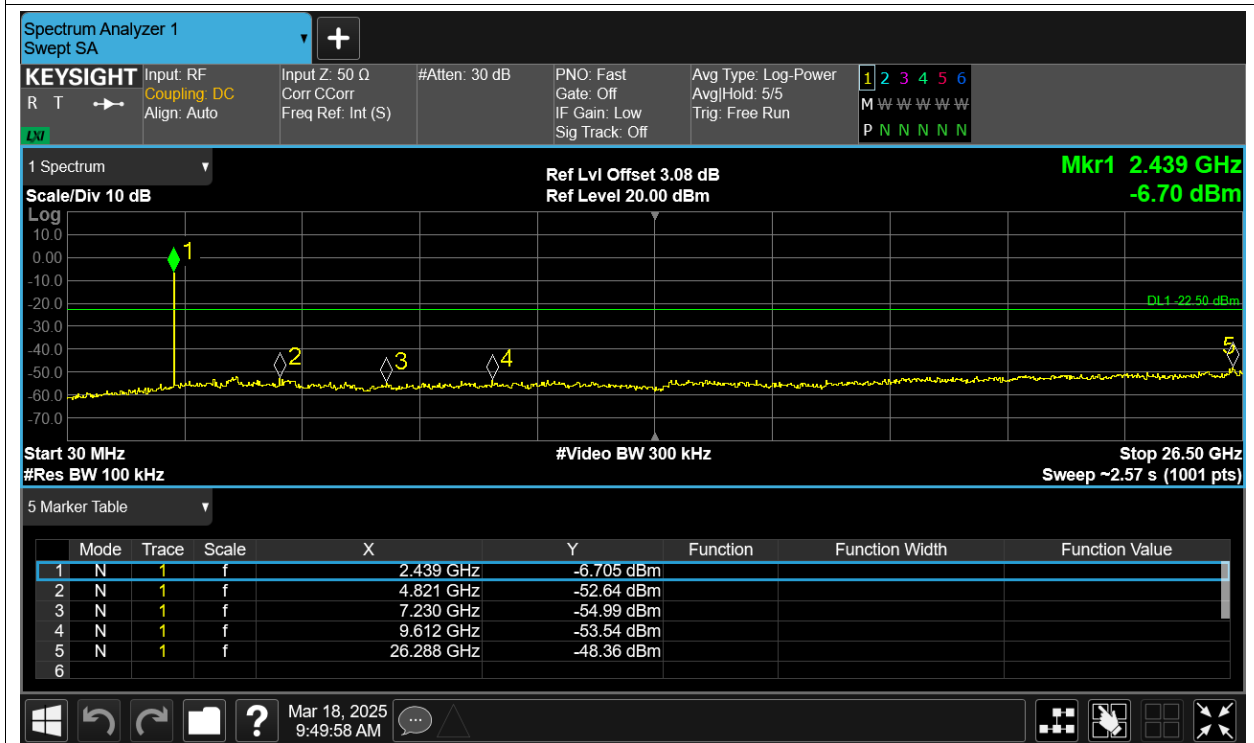 Spectrum Analyzer 1
Swept SA
KEYSIGHT
R T
LXI
Input: RF
Coupling: DC
Align: Auto
Input Z: 50 Ω
Corr CCorr
Freq Ref: Int (S)
#Atten: 30 dB
PNO: Fast
Gate: Off
IF Gain: Low
Sig Track: Off
Avg Type: Log-Power
Avg|Hold: 5/5
Trig: Free Run
1 2 3 4 5 6
M W W W W W
P N N N N N
1 Spectrum
Scale/Div 10 dB
Ref Lvl Offset 3.08 dB
Ref Level 20.00 dBm
Mkr1 2.439 GHz
-6.70 dBm
Log
10.0
0.00
-10.0
-20.0
-30.0
-40.0
-50.0
-60.0
-70.0
1
2
3
4
5
DL1 -22.50 dBm
Start 30 MHz
#Res BW 100 kHz
#Video BW 300 kHz
Stop 26.50 GHz
Sweep ~2.57 s (1001 pts)
5 Marker Table
Mode Trace Scale X Y Function Function Width Function Value
1 N 1 f 2.439 GHz -6.705 dBm
2 N 1 f 4.821 GHz -52.64 dBm
3 N 1 f 7.230 GHz -54.99 dBm
4 N 1 f 9.612 GHz -53.54 dBm
5 N 1 f 26.288 GHz -48.36 dBm
6
?
Mar 18, 2025
9:49:58 AM